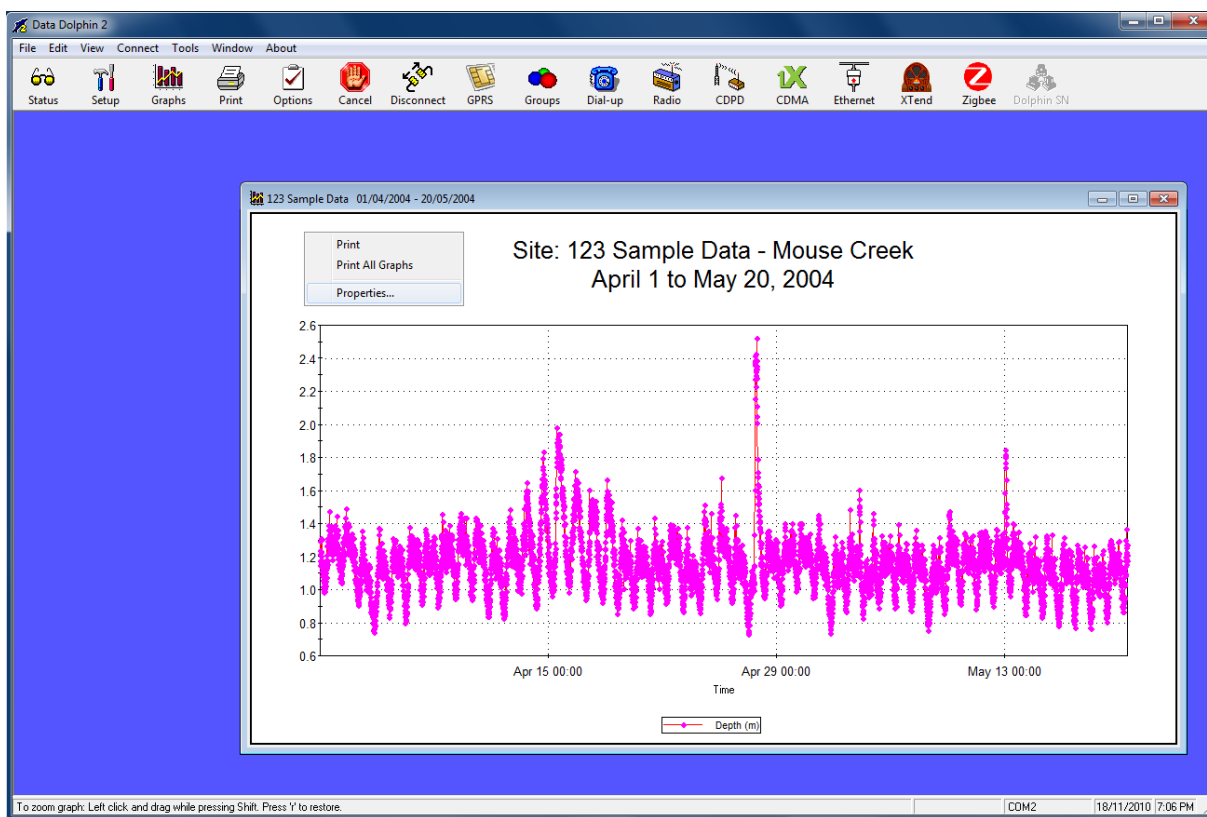 Data Dolphin 2
File Edit View Connect Tools Window About
Status Setup Graphs Print Options Cancel Disconnect GPRS Groups Dial-up Radio CDPD CDMA Ethernet XTend Zigbee Dolphin SN
123 Sample Data 01/04/2004 - 20/05/2004
Print
Print All Graphs
Properties...
Site: 123 Sample Data - Mouse Creek
April 1 to May 20, 2004
2.6
2.4
2.2
2.0
1.8
1.6
1.4
1.2
1.0
0.8
0.6
Apr 15 00:00 Apr 29 00:00 May 13 00:00
Time
Depth (m)
To zoom graph: Left click and drag while pressing Shift. Press 'r' to restore. COM2 18/11/2010 7:06 PM